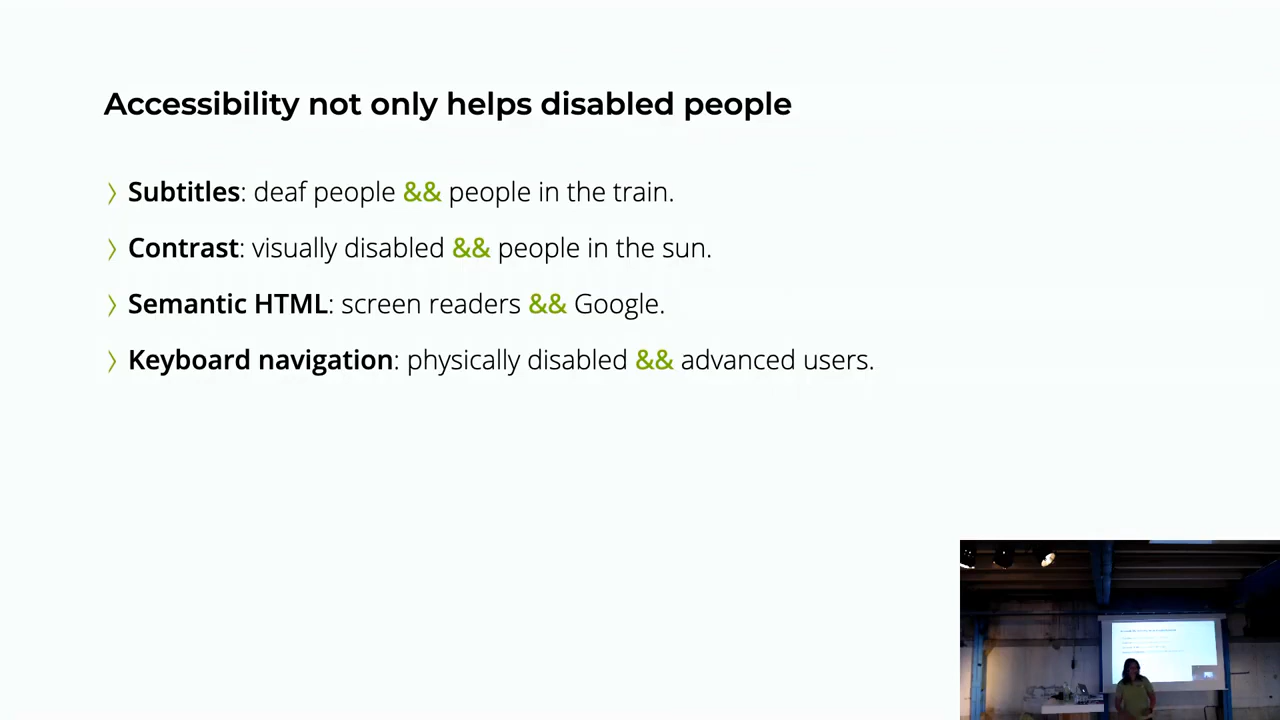 Accessibility not only helps disabled people
〉Subtitles: deaf people && people in the train.
〉Contrast: visually disabled && people in the sun.
〉Semantic HTML: screen readers && Google.
〉Keyboard navigation: physically disabled && advanced users.